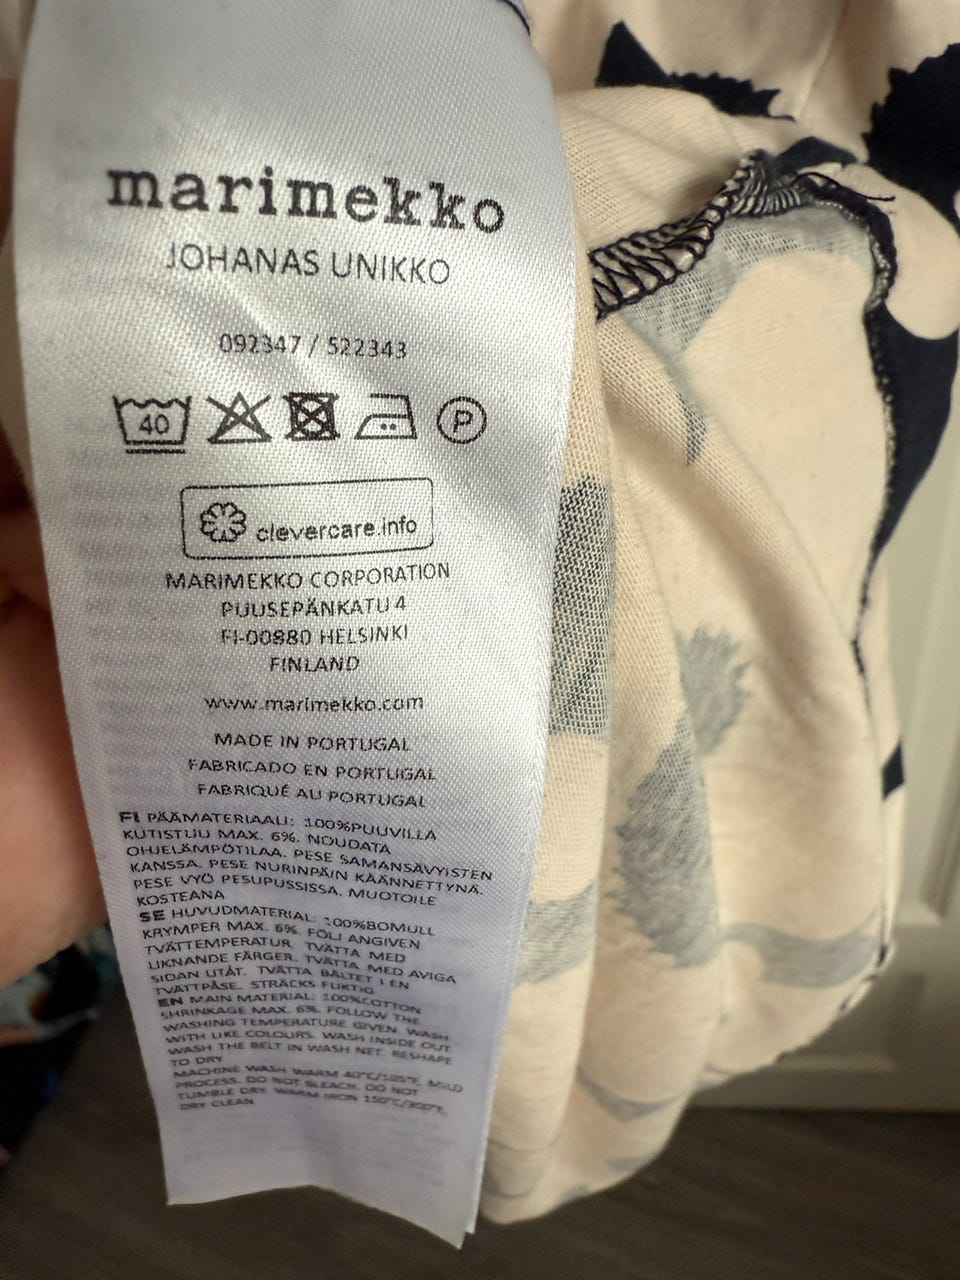 marimekko
JOHANAS UNIKKO
092347 / 522343
40
P
clevercare.info
MARIMEKKO CORPORATION
PUUSEPÄNKATU 4
FI-00880 HELSINKI
FINLAND
www.marimekko.com
MADE IN PORTUGAL
FABRICADO EN PORTUGAL
FABRIQUÉ AU PORTUGAL
FI PÄÄMATERIAALI: 100%PUUVILLA
KUTISTUU MAX. 6%. NOUDATA
OHJELÄMPÖTILAA. PESE SAMANSÄVYISTEN
KANSSA. PESE NURINPÄIN KÄÄNNETTYNÄ.
PESE VYÖ PESUPUSSISSA. MUOTOILE
KOSTEANA
SE HUVUDMATERIAL: 100%BOMULL
KRYMPER MAX. 6%. FÖLJ ANGIVEN
TVÄTTEMPERATUR. TVÄTTA MED
LIKNANDE FÄRGER. TVÄTTA MED AVIGA
SIDAN UTÅT. TVÄTTA BÄLTET I EN
TVÄTTPÅSE. STRÄCKS FUKTIG
EN MAIN MATERIAL: 100%COTTON
SHRINKAGE MAX. 6%. FOLLOW THE
WASHING TEMPERATURE GIVEN. WASH
WITH LIKE COLOURS. WASH INSIDE OUT.
WASH THE BELT IN WASH NET. RESHAPE
TO DRY
MACHINE WASH WARM 40°C/105°F, MILD
PROCESS. DO NOT BLEACH. DO NOT
TUMBLE DRY. WARM IRON 150°C/300°F.
DRY CLEAN